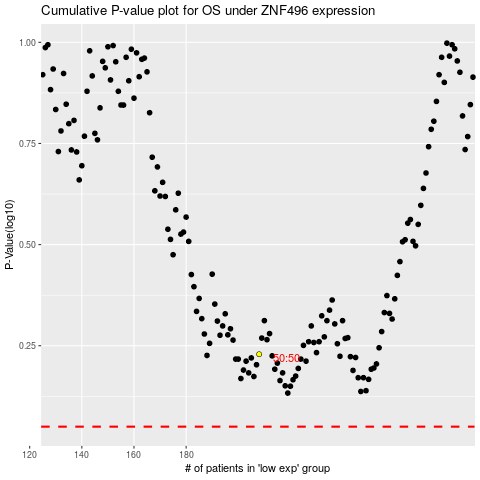 Cumulative P-value plot for OS under ZNF496 expression
P-Value(log10)
1.00
0.75
0.50
0.25
50:50
120 140 160 180
# of patients in 'low exp' group